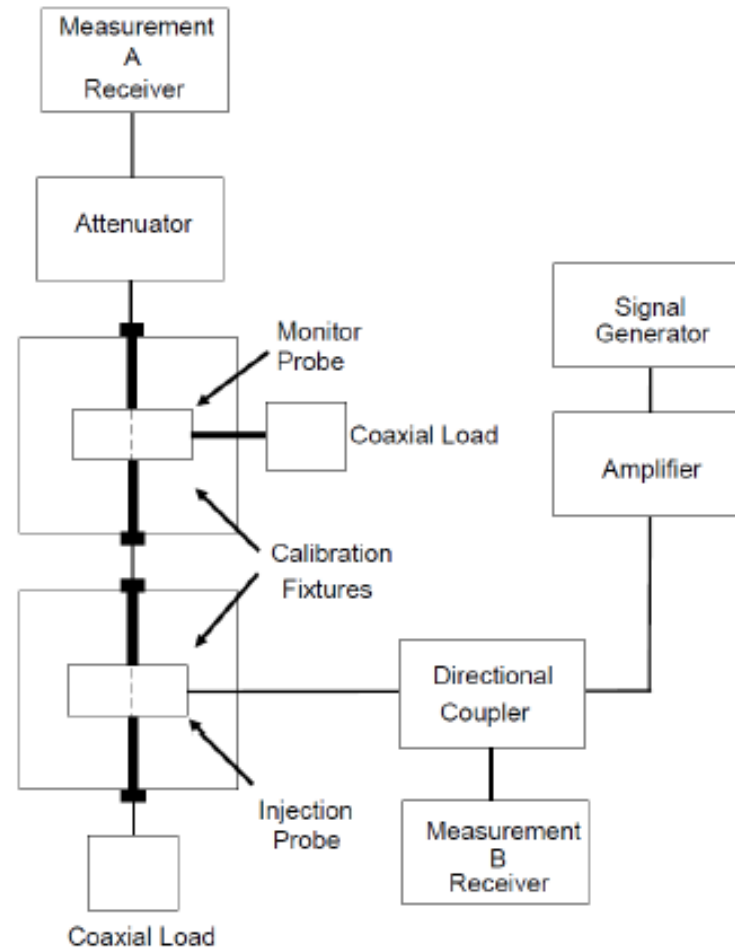 Measurement
A
Receiver
Attenuator
Signal
Generator
Monitor
Probe
Coaxial Load
Amplifier
Calibration
Fixtures
Directional
Coupler
Injection
Probe
Measurement
B
Receiver
Coaxial Load